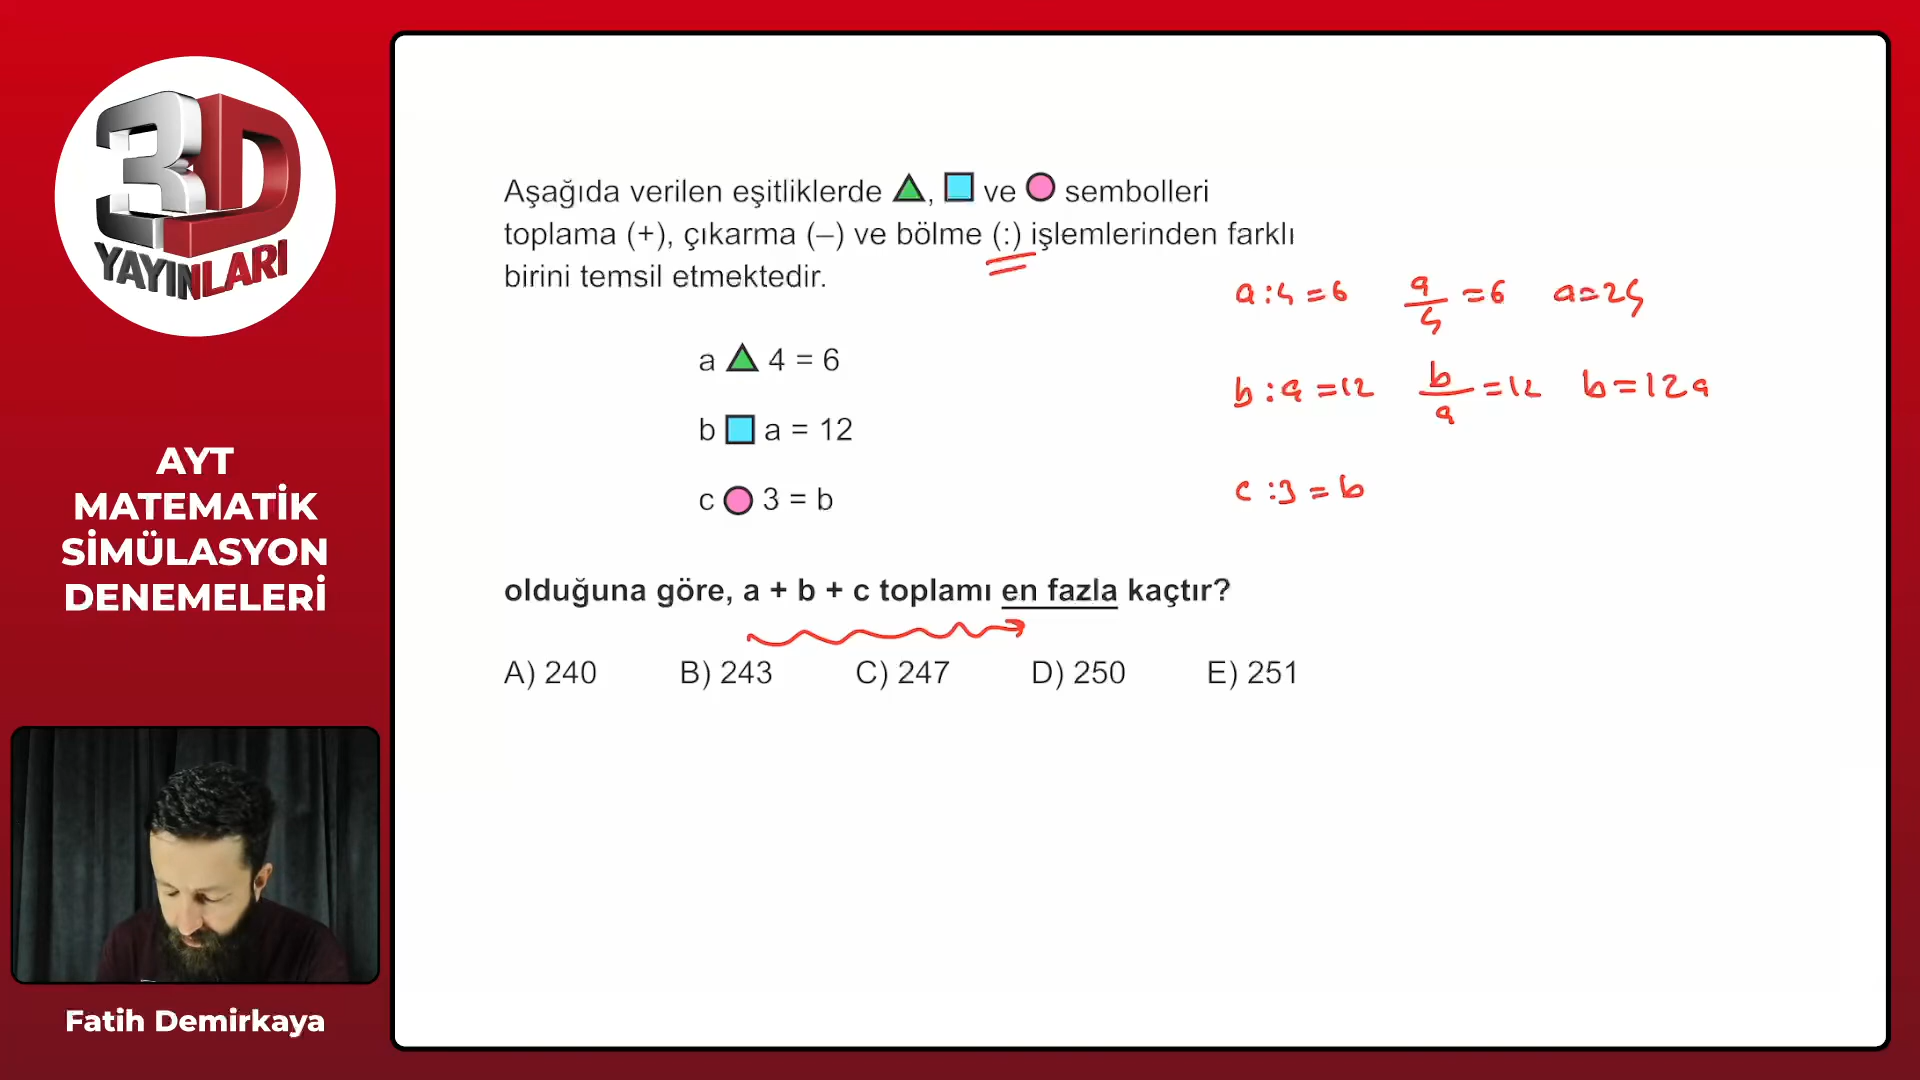 3D
YAYINLARI
AYT
MATEMATİK
SİMÜLASYON
DENEMELERİ
Fatih Demirkaya
Aşağıda verilen eşitliklerde ▲, ■ ve ● sembolleri
toplama (+), çıkarma (–) ve bölme (:) işlemlerinden farklı
birini temsil etmektedir.
a ▲ 4 = 6
b ■ a = 12
c ● 3 = b
olduğuna göre, a + b + c toplamı en fazla kaçtır?
A) 240 B) 243 C) 247 D) 250 E) 251
a:4=6 a/4=6 a=24
b:a=12 b/a=12 b=12a
c:3=b